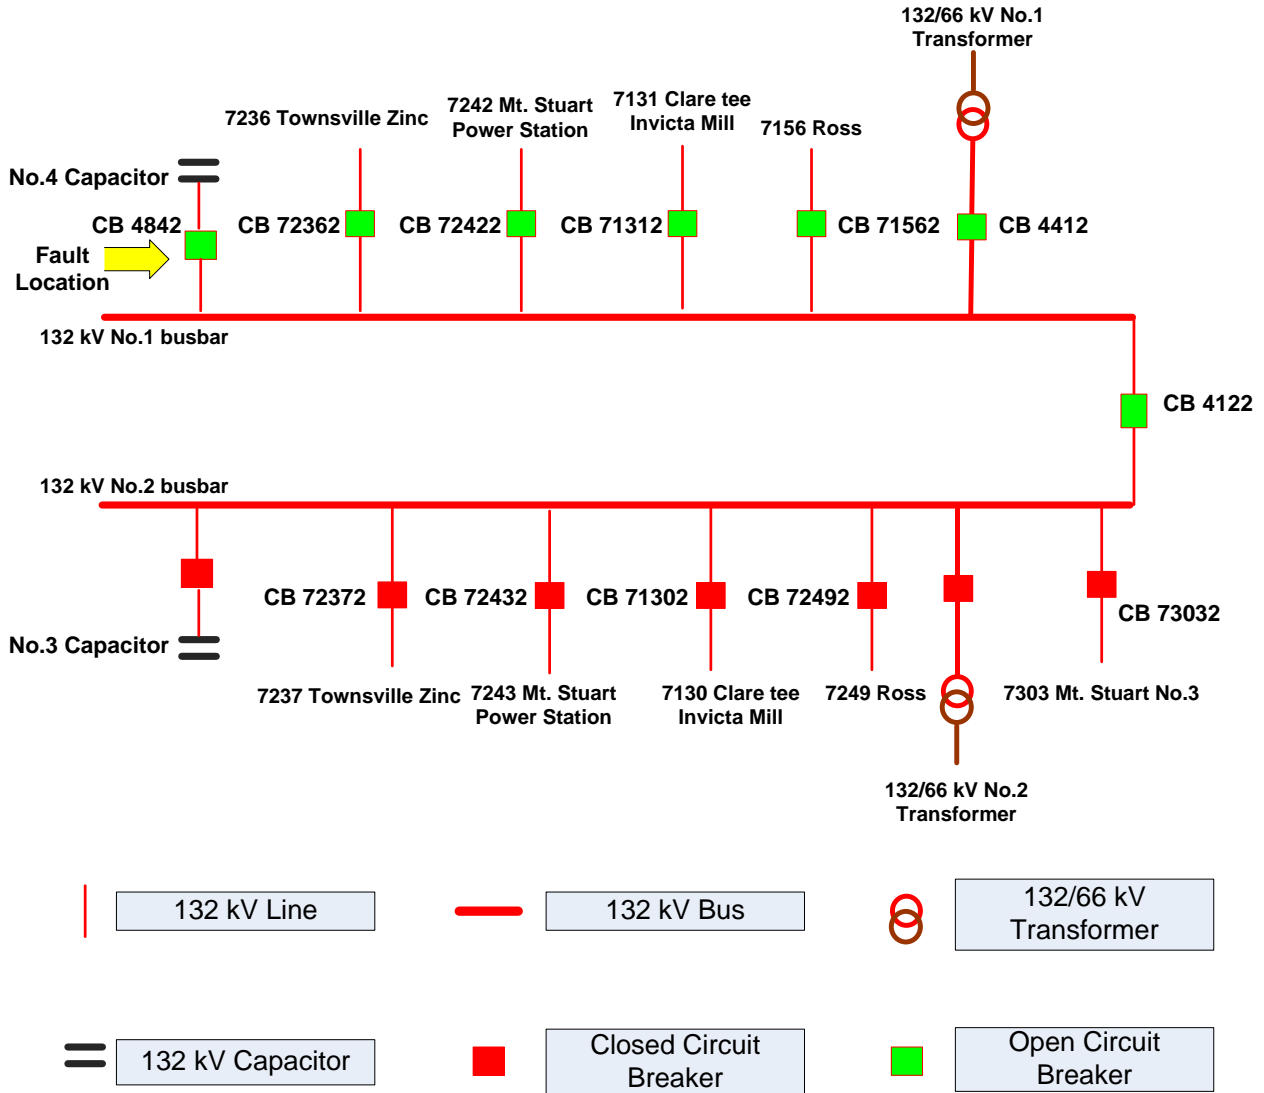 132/66 kV No.1
Transformer
7236 Townsville Zinc
7242 Mt. Stuart
Power Station
7131 Clare tee
Invicta Mill
7156 Ross
No.4 Capacitor
CB 4842
CB 72362
CB 72422
CB 71312
CB 71562
CB 4412
Fault
Location
132 kV No.1 busbar
CB 4122
132 kV No.2 busbar
CB 72372
CB 72432
CB 71302
CB 72492
CB 73032
No.3 Capacitor
7237 Townsville Zinc
7243 Mt. Stuart
Power Station
7130 Clare tee
Invicta Mill
7249 Ross
7303 Mt. Stuart No.3
132/66 kV No.2
Transformer
132 kV Line
132 kV Bus
132/66 kV
Transformer
132 kV Capacitor
Closed Circuit
Breaker
Open Circuit
Breaker